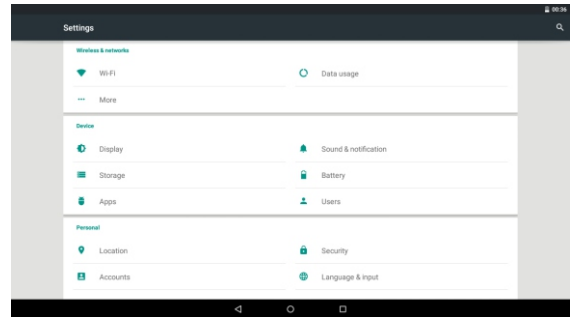 00:36
Settings
Wireless & networks
Wi-Fi
Data usage
More
Device
Display
Sound & notification
Storage
Battery
Apps
Users
Personal
Location
Security
Accounts
Language & input